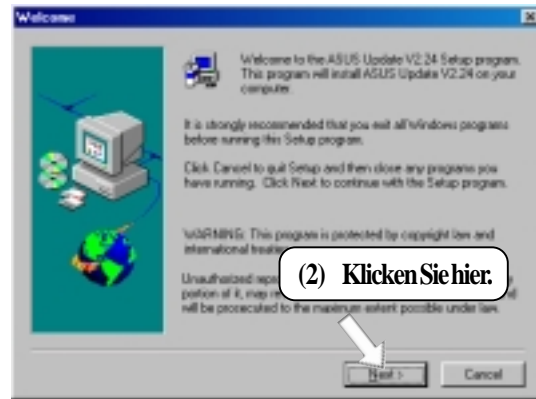 Welcome
Welcome to the ASUS Update V2.24 Setup program.
This program will install ASUS Update V2.24 on your
computer.
It is strongly recommended that you exit all Windows programs
before running this Setup program.
Click Cancel to quit Setup and then close any programs you
have running. Click Next to continue with the Setup program.
WARNING: This program is protected by copyright law and
international
Unauthorized
portion of it, may
will be prosecuted to the maximum extent possible under law.
(2) Klicken Sie hier.
Next >
Cancel